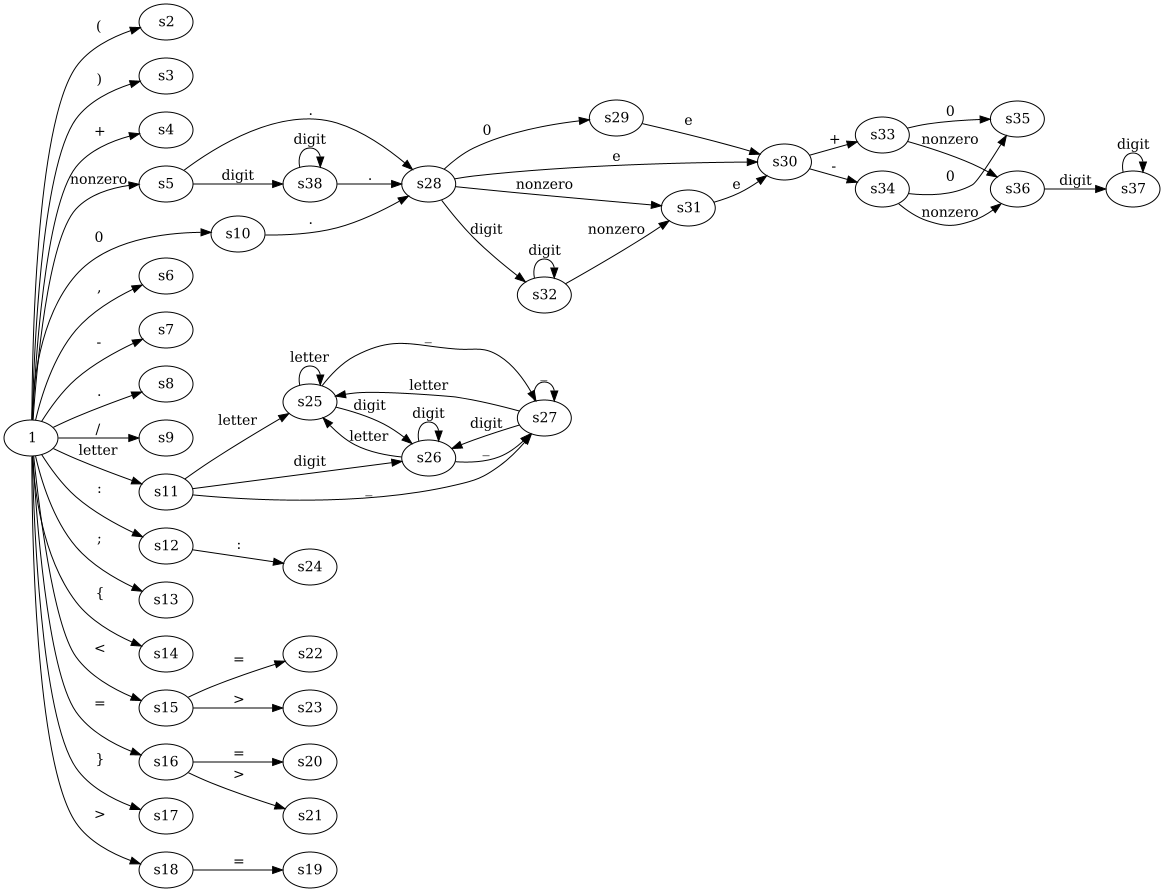 (
s2
)
s3
+
s4
nonzero
s5
.
digit
digit
s38
.
s28
0
s29
e
e
nonzero
s31
e
s30
digit
digit
s32
nonzero
+
s33
-
s34
0
nonzero
0
nonzero
s35
s36
digit
digit
s37
0
s10
.
,
s6
-
s7
.
s8
/
s9
1
letter
s11
letter
digit
_
letter
s25
_
letter
digit
letter
digit
s26
_
digit
_
s27
:
s12
:
s24
;
s13
{
s14
<
s15
=
s22
>
s23
=
s16
=
s20
>
s21
}
s17
>
s18
=
s19